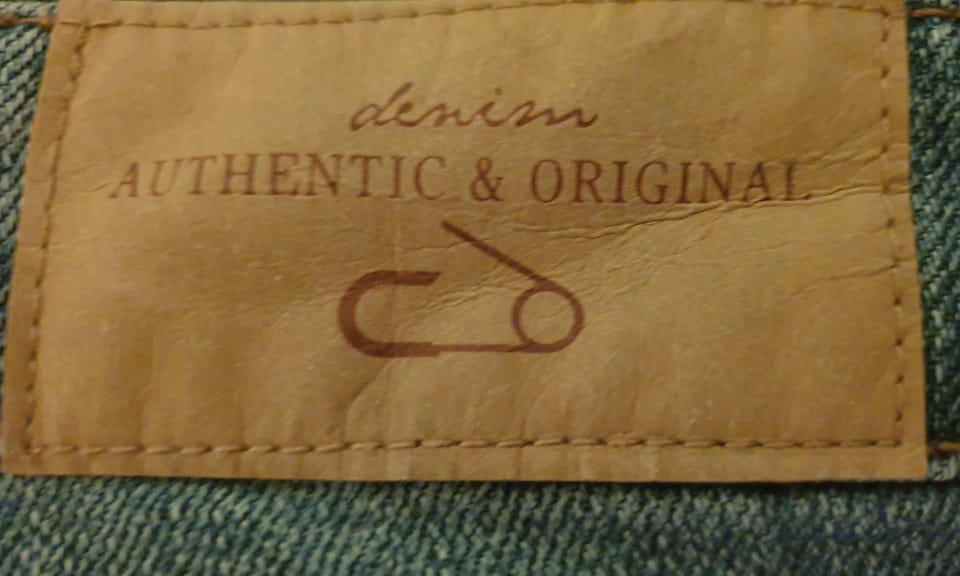 denim
AUTHENTIC & ORIGINAL